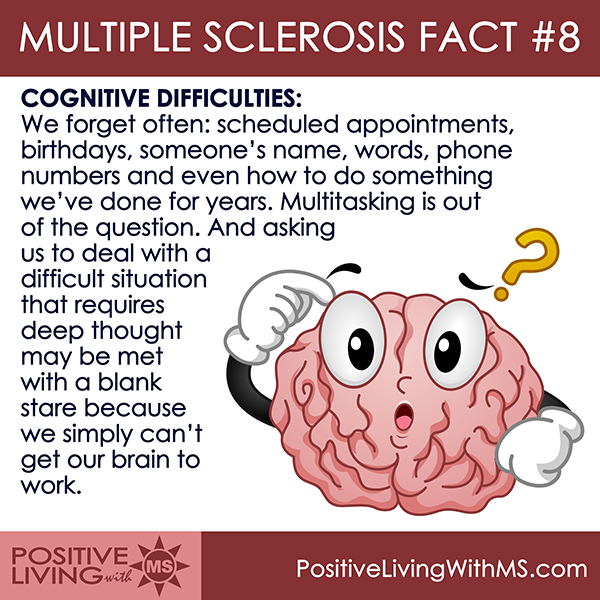 MULTIPLE SCLEROSIS FACT #8
COGNITIVE DIFFICULTIES:
We forget often: scheduled appointments,
birthdays, someone’s name, words, phone
numbers and even how to do something
we’ve done for years. Multitasking is out
of the question. And asking
us to deal with a
difficult situation
that requires
deep thought
may be met
with a blank
stare because
we simply can’t
get our brain to
work.
?
POSITIVE
LIVING with MS
PositiveLivingWithMS.com